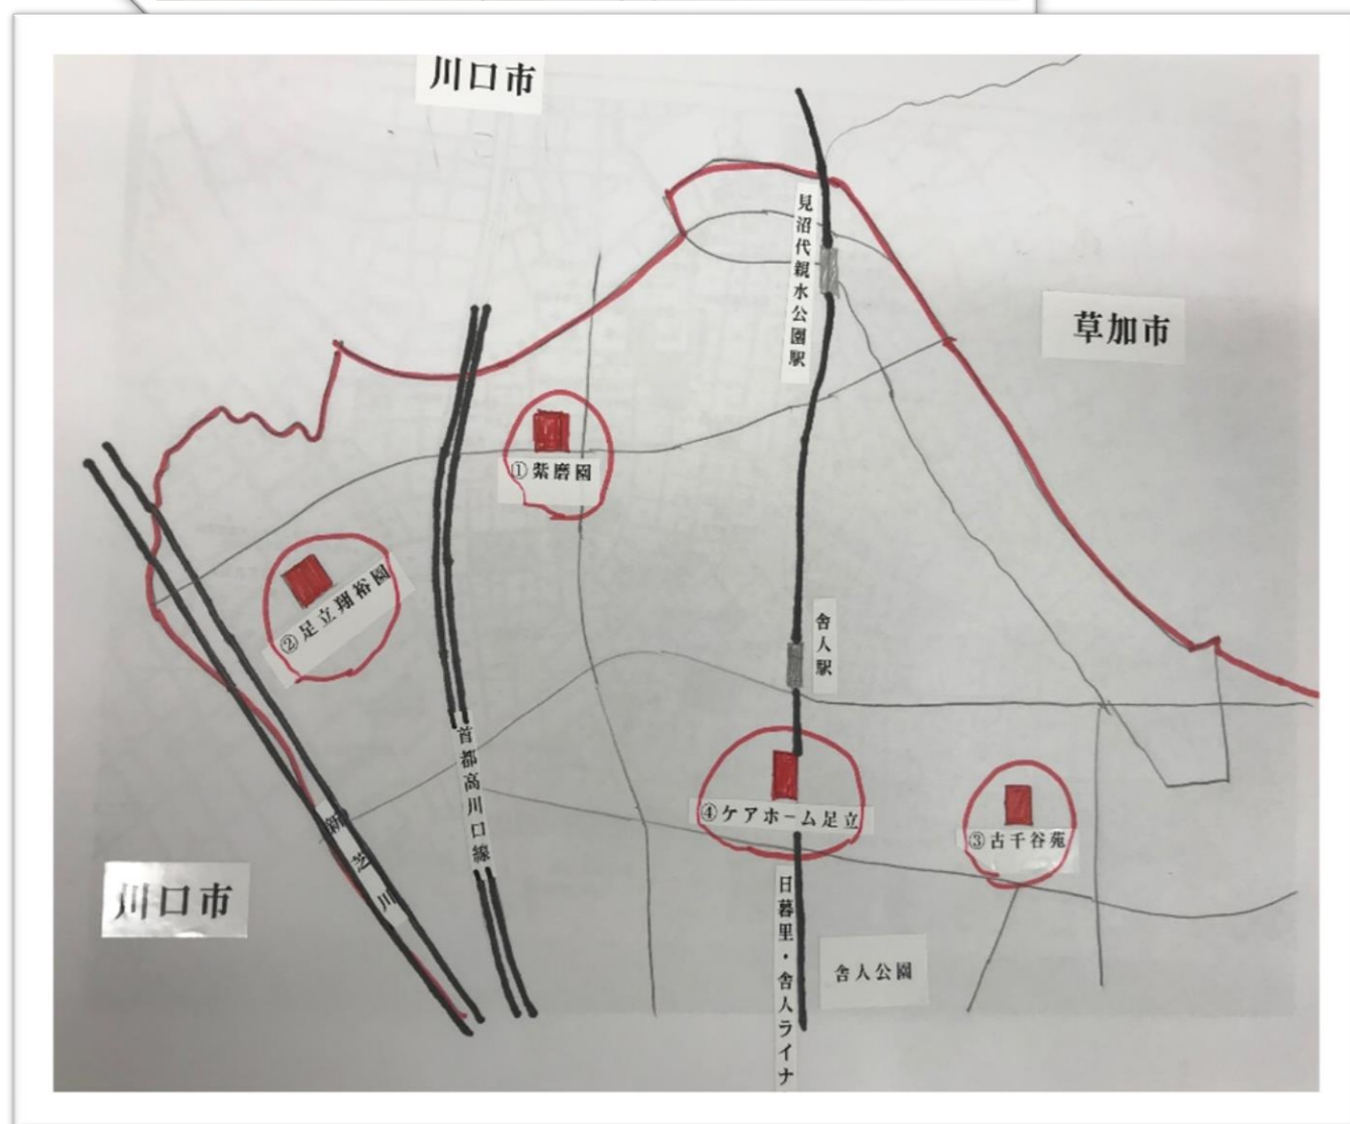 川口市
見沼代親水公園駅
草加市
①紫磨園
②足立翔裕園
舎人駅
首都高川口線
④ケアホーム足立
③古千谷苑
新芝川
川口市
日暮里・舎人ライナ
舎人公園